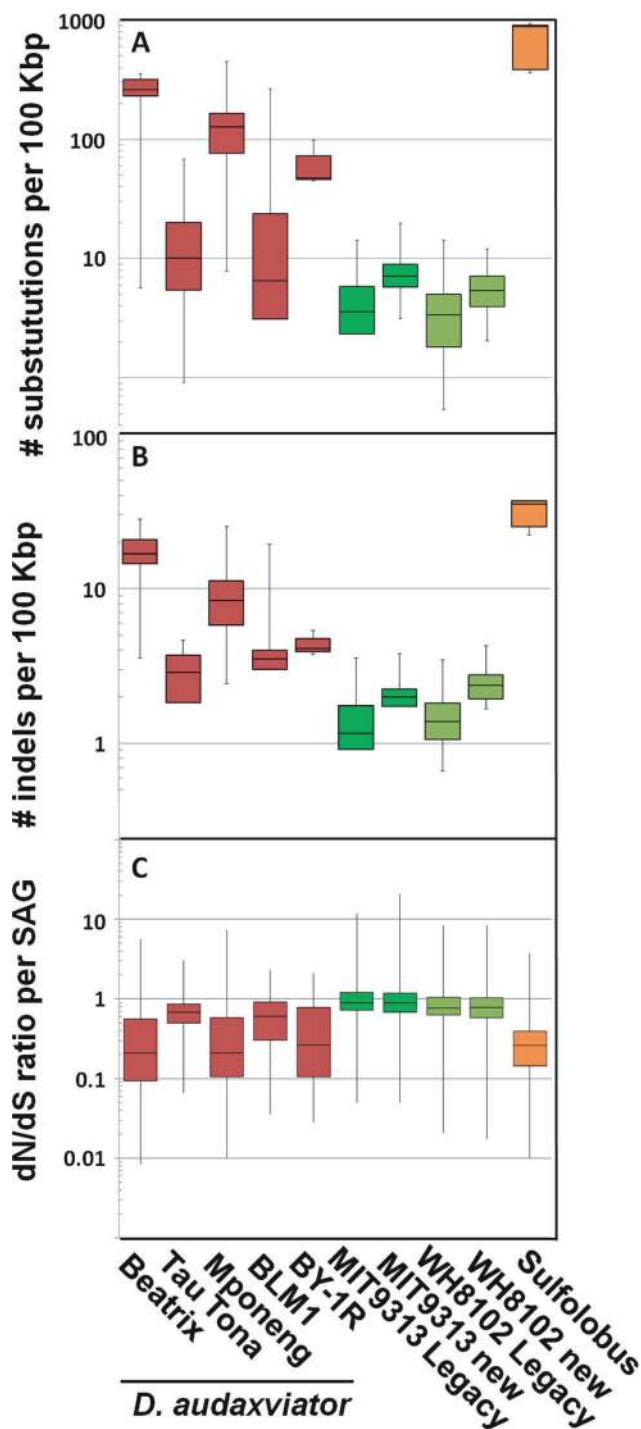 1000
A
100
10
# substututions per 100 Kbp
100
B
10
1
# indels per 100 Kbp
C
10
1
0.1
0.01
dN/dS ratio per SAG
Beatrix
Tau Tona
Mponeng
BLM1
BY-1R
MIT9313 Legacy
MIT9313 new
WH8102 Legacy
WH8102 new
Sulfolobus
D. audaxviator